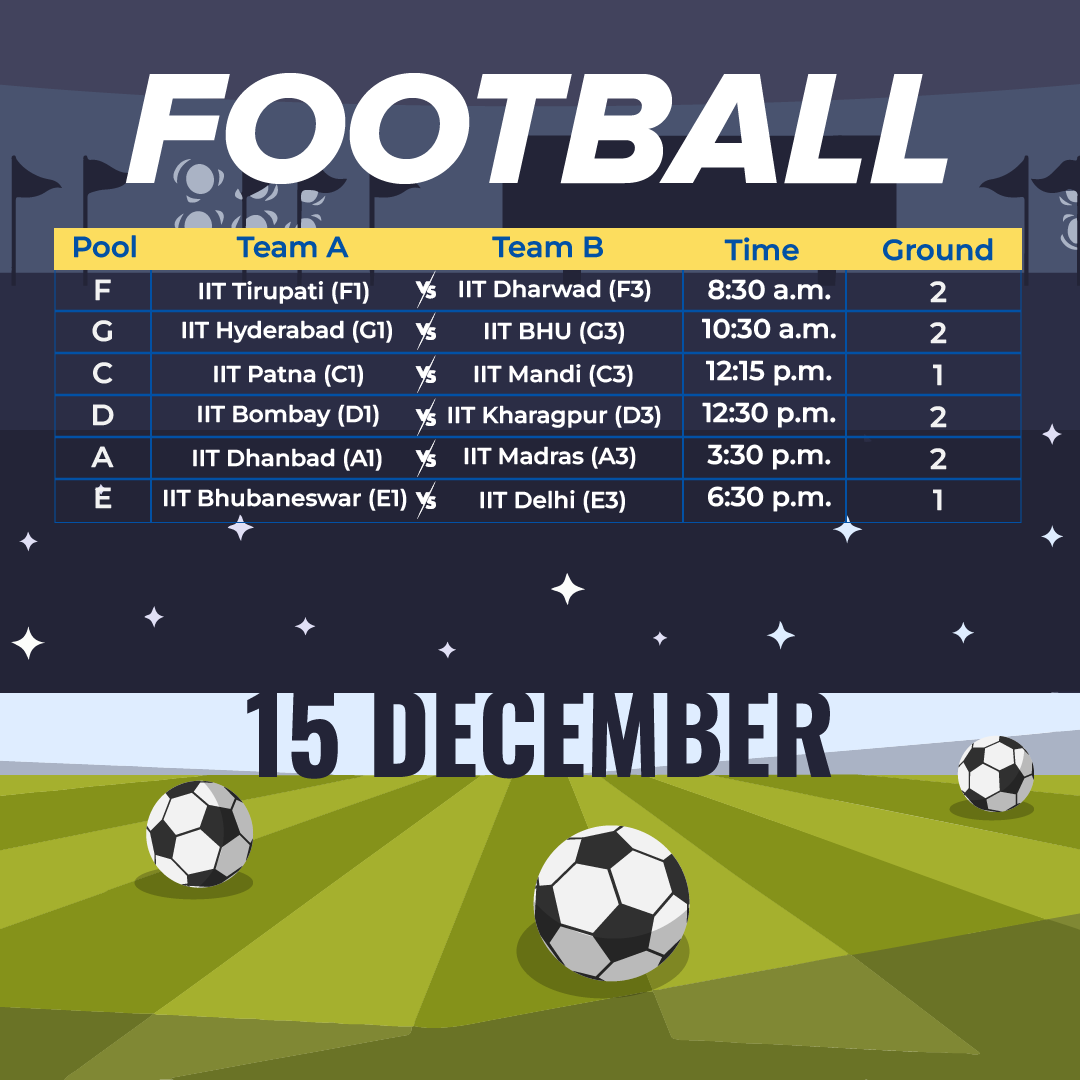 FOOTBALL
Pool Team A Team B Time Ground
F IIT Tirupati (F1) Vs IIT Dharwad (F3) 8:30 a.m. 2
G IIT Hyderabad (G1) Vs IIT BHU (G3) 10:30 a.m. 2
C IIT Patna (C1) Vs IIT Mandi (C3) 12:15 p.m. 1
D IIT Bombay (D1) Vs IIT Kharagpur (D3) 12:30 p.m. 2
A IIT Dhanbad (A1) Vs IIT Madras (A3) 3:30 p.m. 2
E IIT Bhubaneswar (E1) Vs IIT Delhi (E3) 6:30 p.m. 1
15 DECEMBER